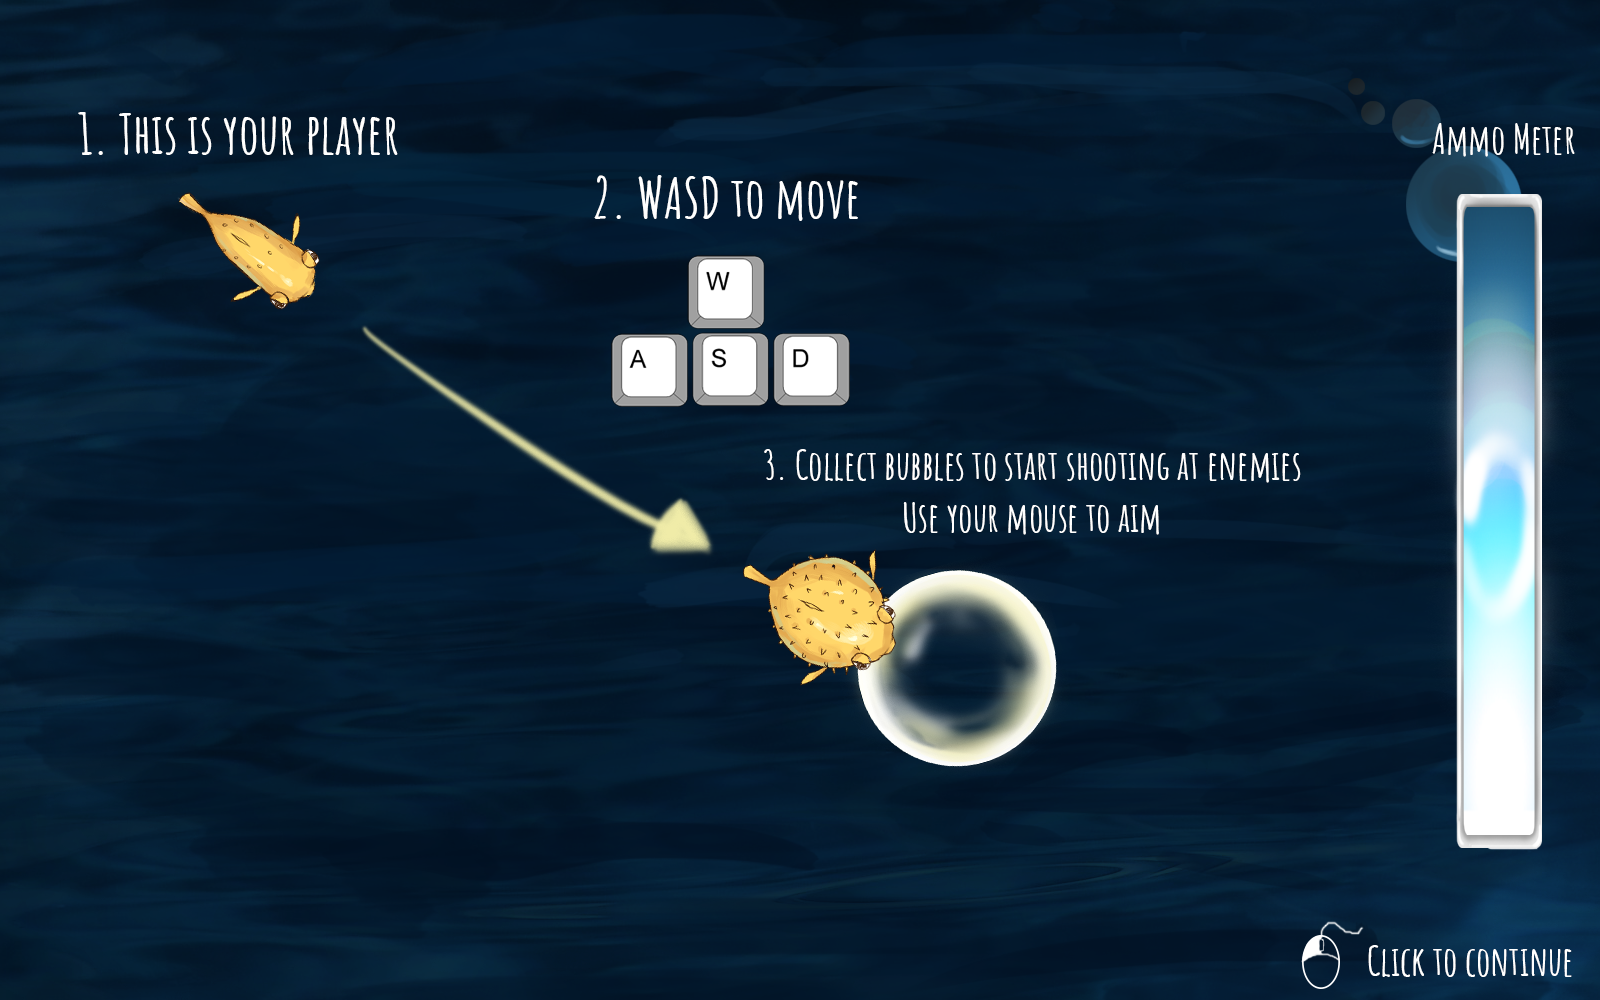 1. This is your player
Ammo Meter
2. WASD to move
W
A S D
3. Collect bubbles to start shooting at enemies
Use your mouse to aim
Click to continue